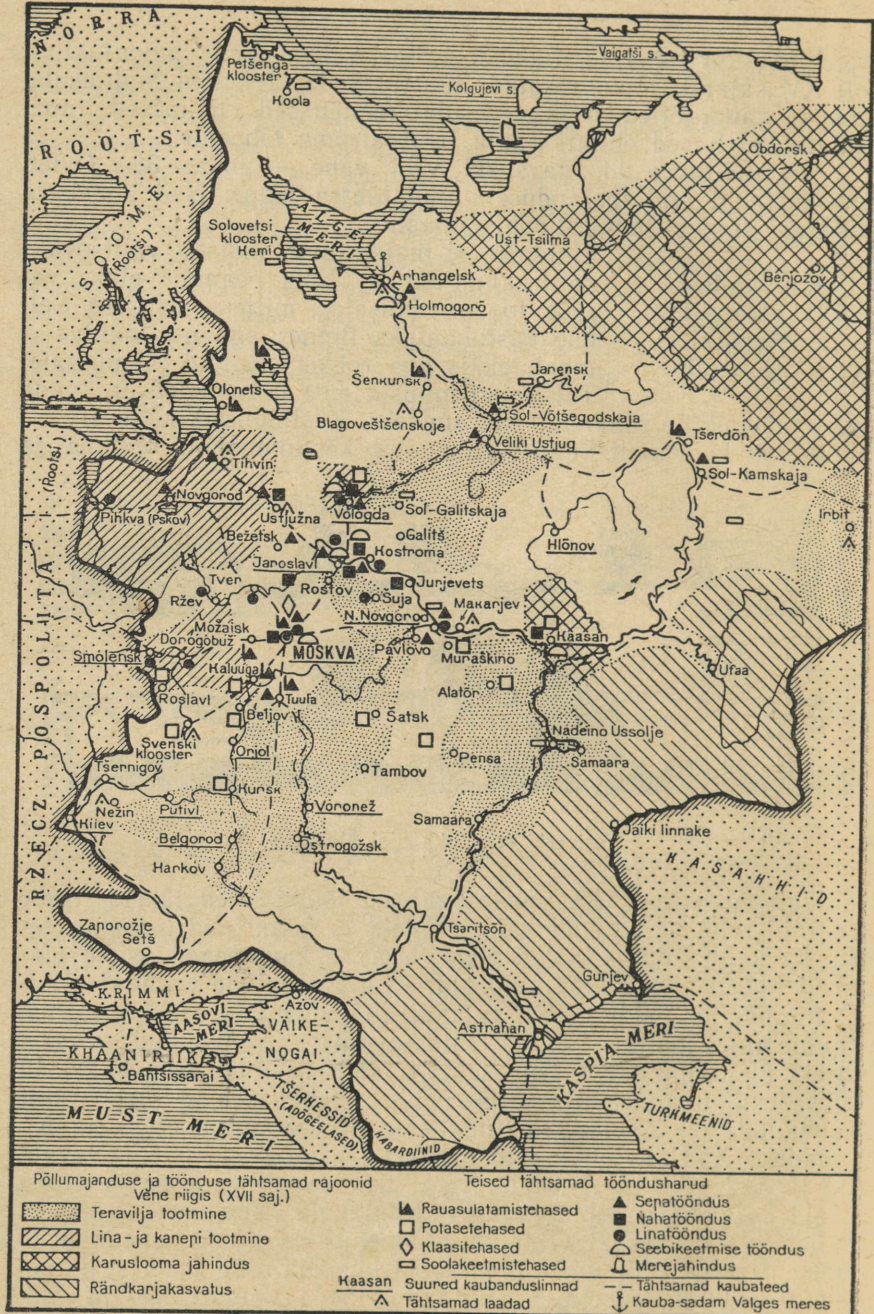 NORRA
Petšenga
klooster
Koola
Vaigatši s.
Kolgujevi s.
ROOTSI
Obdorsk
SOOME
(Rootsi)
VALGE
MERI
Solovetsi
klooster
Kemi
Ust-Tsilma
Berjozov
Arhangelsk
Holmogorõ
Olonets
Šenkursk
Jarensk
Blagoveštšenskoje
Sol-Võtšegodskaja
Veliki Ustjug
Tšerdõn
Sol-Kamskaja
(Rootsi)
Tihvin
Novgorod
Pihkva (Pskov)
Ustjužna
Vologda
Sol-Galitskaja
Irbit
Bežetsk
Galitš
Hlõnov
Kostroma
Jaroslavl
Tver
Rostov
Jurjevets
Ržev
Šuja
Makarjev
N. Novgorod
Možaisk
Dorogobuž
MOSKVA
Pavlovo
Kaasan
Smolensk
Kaluuga
Muraškino
Ufaa
Roslavl
Tuula
Alatõr
Beljov
Šatsk
Svenski
klooster
Orjol
Nadeino Ussolje
Samaara
Pensa
Tšernigov
Tambov
Kursk
Nežin
Putivl
Voronež
Kiiev
Samaara
Jaiki linnake
Belgorod
Ostrogožsk
Harkov
RZECZ POSPOLITA
KASAHHID
Zaporožje
Setš
Tsaritsõn
Gurjev
KRIMMI
Azov
AASOVI
MERI
VÄIKE-
NOGAI
Astrahan
KHAANIRIIK
Bahtsissarai
KASPIA MERI
MUST MERI
TŠERKESSID
(ADÕGEELASED)
KABARDIINID
TURKMEENID
Põllumajanduse ja töönduse tähtsamad rajoonid
Vene riigis (XVII saj.)
Teravilja tootmine
Lina- ja kanepi tootmine
Karuslooma jahindus
Rändkarjakasvatus
Teised tähtsamad tööndusharud
Rauasulatamistehased
Potasetehased
Klaasitehased
Soolakeetmistehased
Kaasan Suured kaubanduslinnad
Tähtsamad laadad
Sepatööndus
Nahatööndus
Linatööndus
Seebikeetmise tööndus
Merejahindus
Tähtsamad kaubateed
Kauba-sadam Valges meres